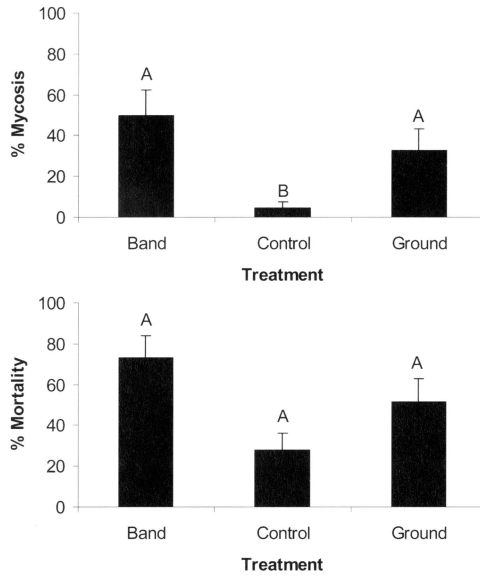 100
80
60
40
20
0
% Mycosis
A
B
A
Band Control Ground
Treatment
100
80
60
40
20
0
% Mortality
A
A
A
Band Control Ground
Treatment